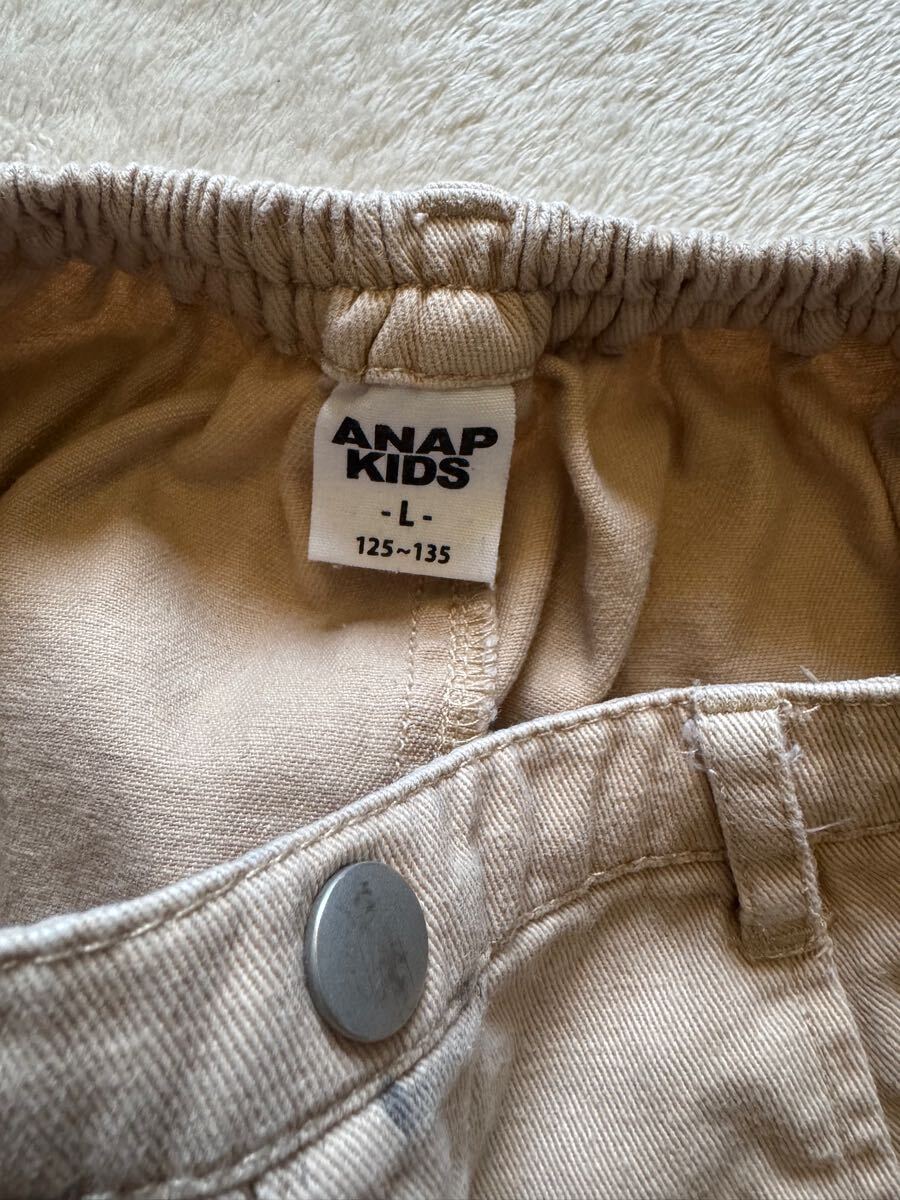 ANAP
KIDS
- L -
125~135